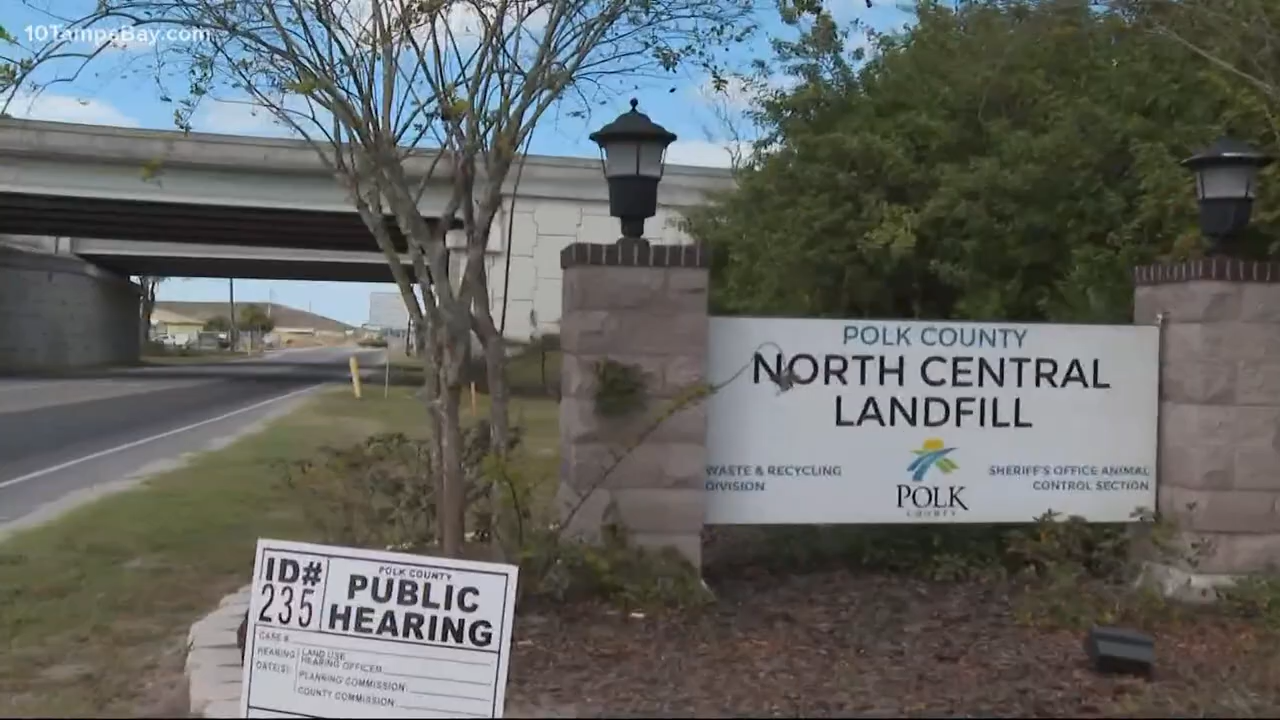 10TampaBay.com
POLK COUNTY
NORTH CENTRAL
LANDFILL
WASTE & RECYCLING
DIVISION
POLK
COUNTY
SHERIFF'S OFFICE ANIMAL
CONTROL SECTION
ID#
235
POLK COUNTY
PUBLIC
HEARING
CASE #
HEARING
DATE(S):
LAND USE
HEARING OFFICER
PLANNING COMMISSION
COUNTY COMMISSION